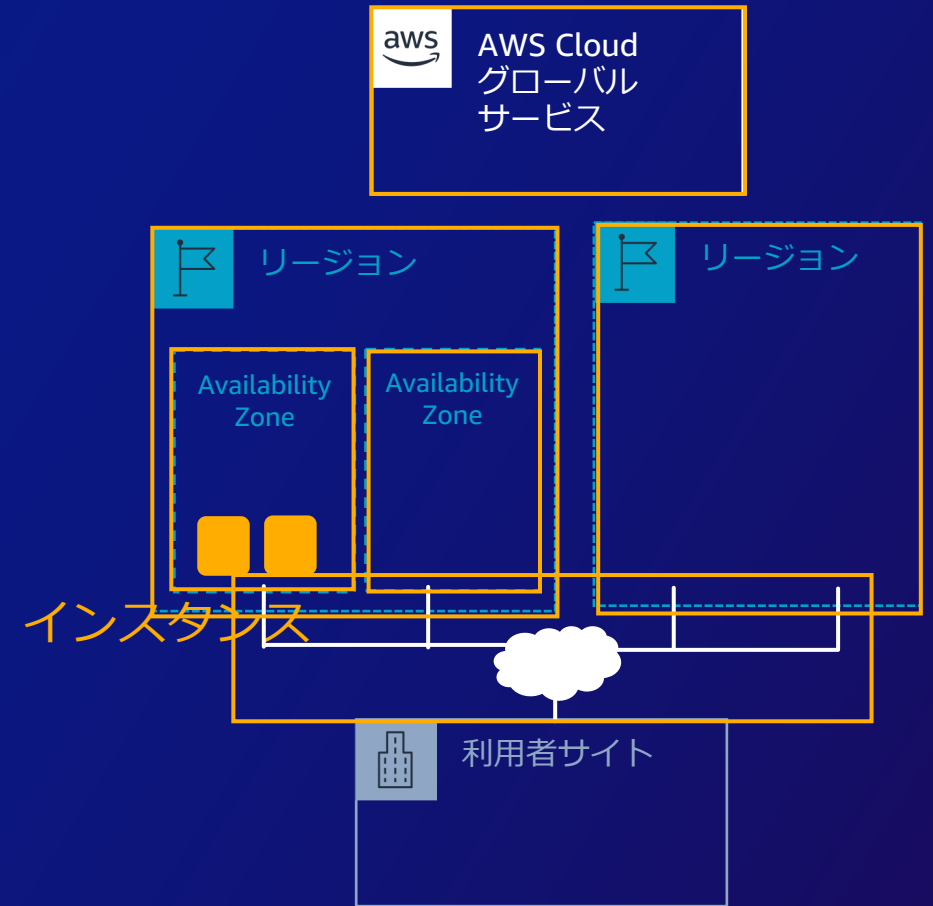 aws
AWS Cloud
グローバル
サービス
リージョン
リージョン
Availability
Zone
Availability
Zone
インスタンス
利用者サイト